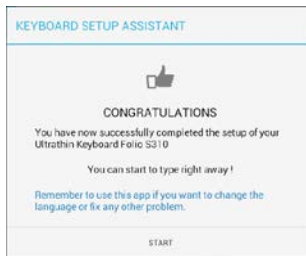 KEYBOARD SETUP ASSISTANT
CONGRATULATIONS
You have now successfully completed the setup of your
Ultrathin Keyboard Folio S310
You can start to type right away !
Remember to use this app if you want to change the
language or fix any other problem.
START